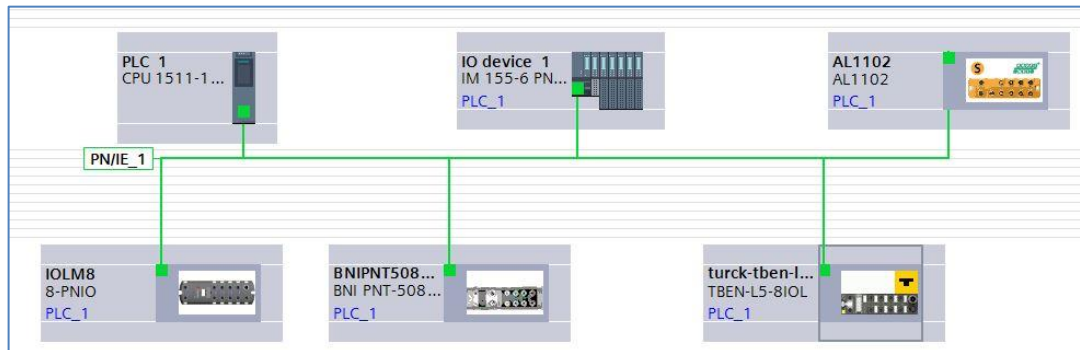 PLC_1
CPU 1511-1 ...
IO device_1
IM 155-6 PN...
PLC_1
AL1102
AL1102
PLC_1
PN/IE_1
IOLM8
8-PNIO
PLC_1
BNIPNT508...
BNI PNT-508...
PLC_1
turck-tben-l...
TBEN-L5-8IOL
PLC_1